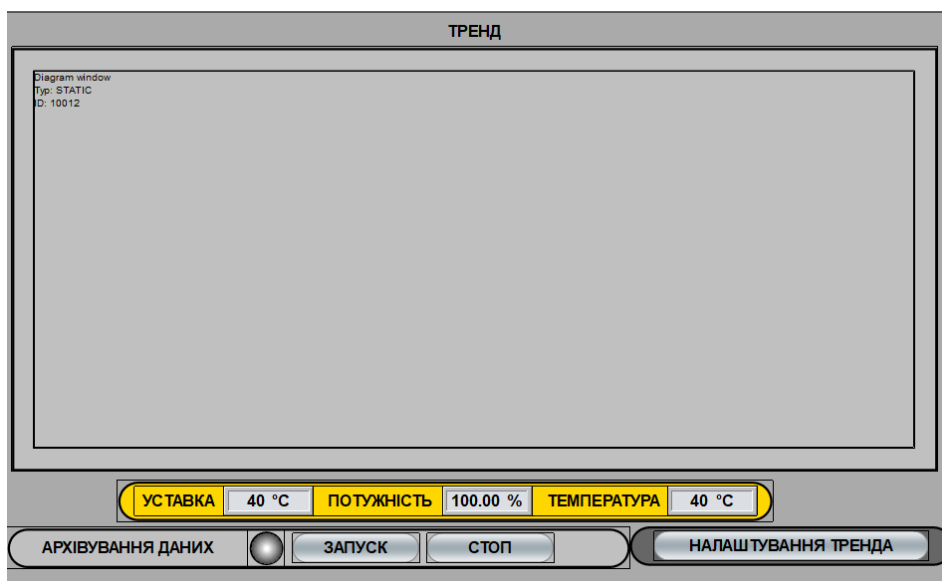 ТРЕНД
Diagram window
Typ: STATIC
ID: 10012
УСТАВКА 40 °C ПОТУЖНІСТЬ 100.00 % ТЕМПЕРАТУРА 40 °C
АРХІВУВАННЯ ДАНИХ ЗАПУСК СТОП НАЛАШТУВАННЯ ТРЕНДА